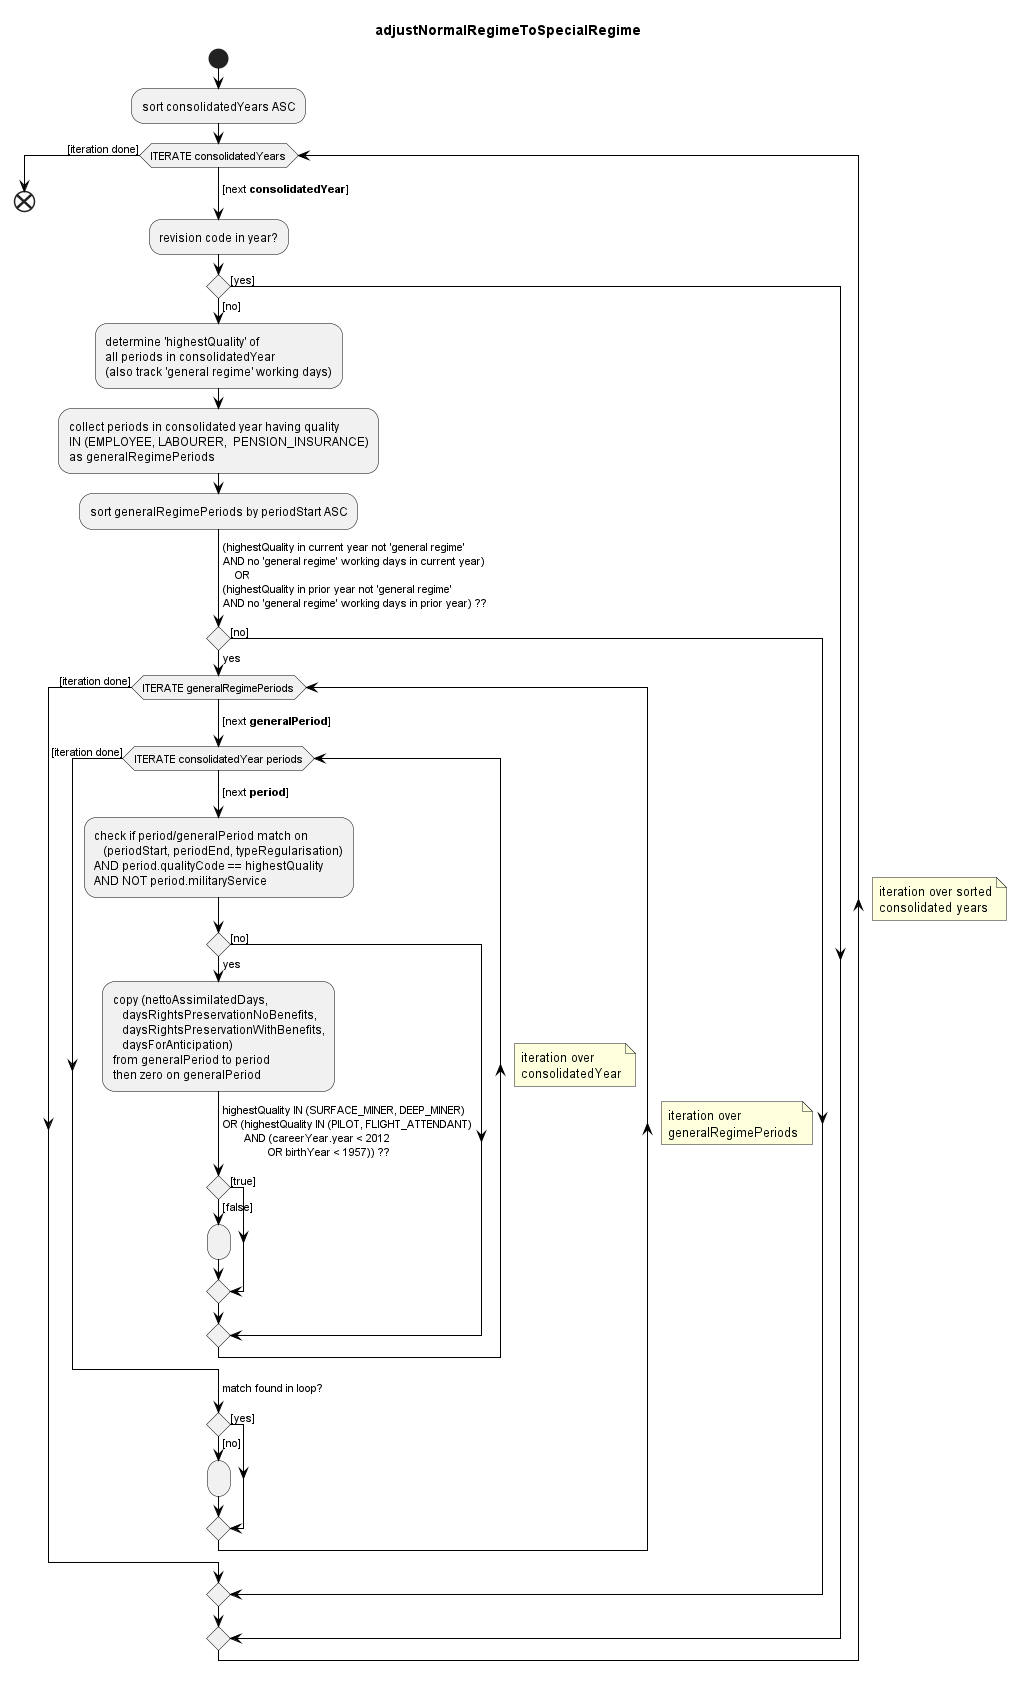 adjustNormalRegimeToSpecialRegime
sort consolidatedYears ASC
[iteration done]
ITERATE consolidatedYears
[next consolidatedYear]
revision code in year?
[yes]
[no]
determine 'highestQuality' of
all periods in consolidatedYear
(also track 'general regime' working days)
collect periods in consolidated year having quality
IN (EMPLOYEE, LABOURER,  PENSION_INSURANCE)
as generalRegimePeriods
sort generalRegimePeriods by periodStart ASC
(highestQuality in current year not 'general regime'
AND no 'general regime' working days in current year)
OR
(highestQuality in prior year not 'general regime'
AND no 'general regime' working days in prior year) ??
[no]
yes
[iteration done]
ITERATE generalRegimePeriods
[next generalPeriod]
[iteration done]
ITERATE consolidatedYear periods
[next period]
check if period/generalPeriod match on
(periodStart, periodEnd, typeRegularisation)
AND period.qualityCode == highestQuality
AND NOT period.militaryService
iteration over sorted
consolidated years
[no]
yes
copy (nettoAssimilatedDays,
daysRightsPreservationNoBenefits,
daysRightsPreservationWithBenefits,
daysForAnticipation)
from generalPeriod to period
then zero on generalPeriod
iteration over
consolidatedYear
highestQuality IN (SURFACE_MINER, DEEP_MINER)
OR (highestQuality IN (PILOT, FLIGHT_ATTENDANT)
AND (careerYear.year < 2012
OR birthYear < 1957)) ??
iteration over
generalRegimePeriods
[true]
[false]
match found in loop?
[yes]
[no]